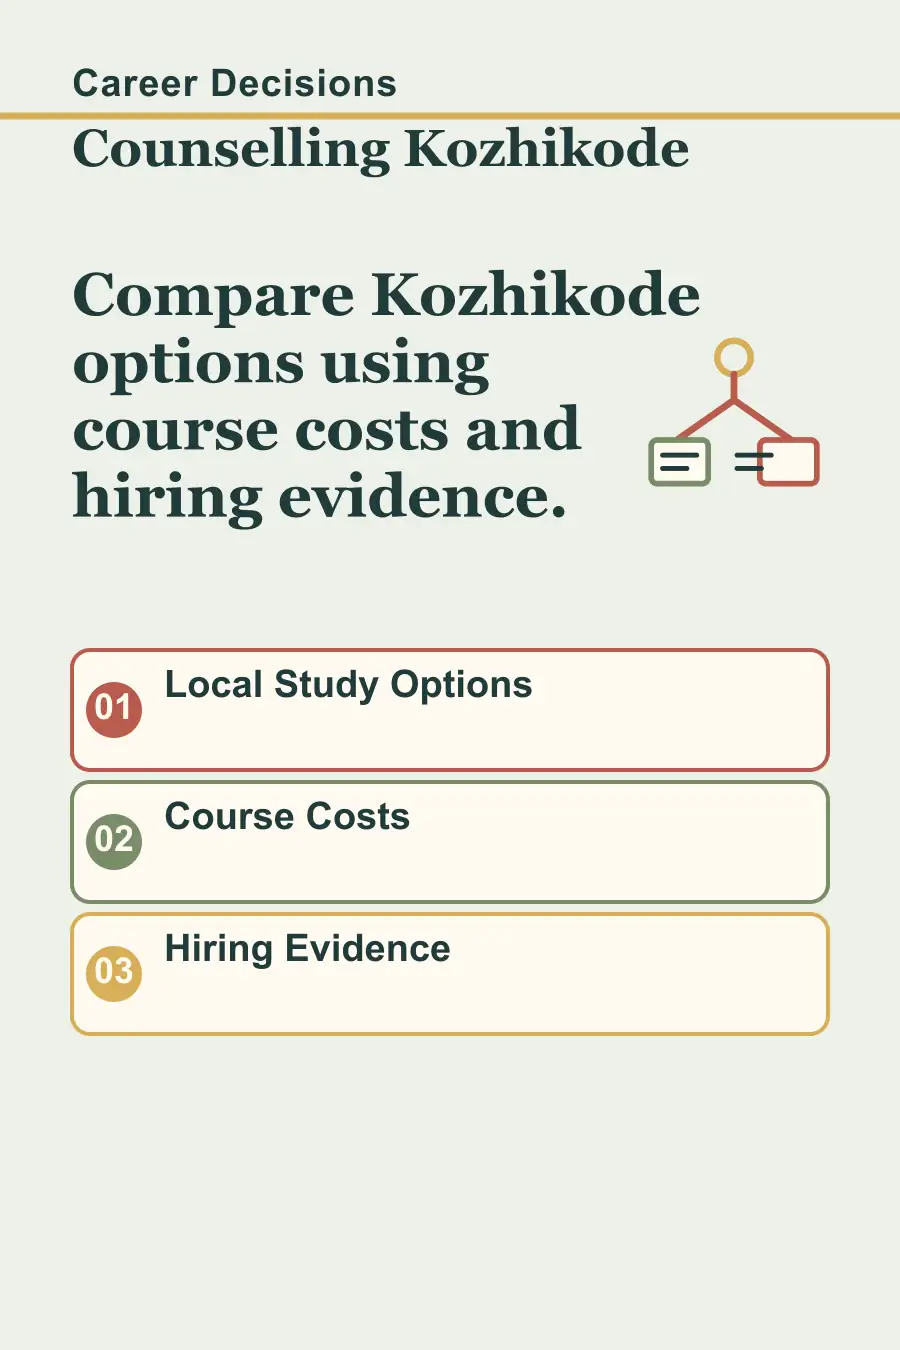 Career Decisions
Counselling Kozhikode
Compare Kozhikode
options using
course costs and
hiring evidence.
01
Local Study Options
02
Course Costs
03
Hiring Evidence